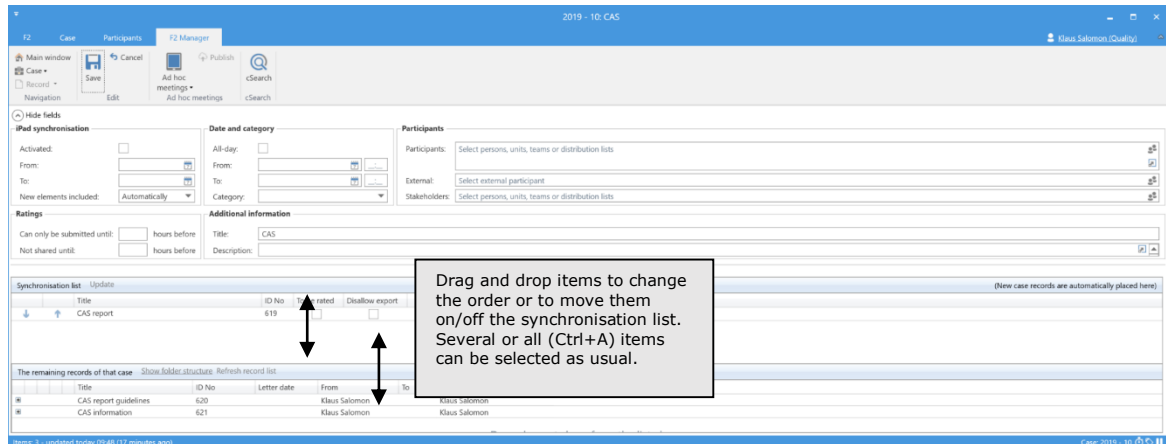 2019 - 10: CAS
F2 Case Participants F2 Manager
Klaus Salomon (Quality)
Main window
Case
Record
Navigation
Save
Cancel
Edit
Ad hoc
meetings
Publish
Ad hoc meetings
cSearch
cSearch
Hide fields
iPad synchronisation
Activated:
From:
To:
New elements included: Automatically
Date and category
All-day:
From:
To:
Category:
Participants
Participants: Select persons, units, teams or distribution lists
External: Select external participant
Stakeholders: Select persons, units, teams or distribution lists
Ratings
Can only be submitted until: hours before
Not shared until: hours before
Additional information
Title: CAS
Description:
Synchronisation list Update
(New case records are automatically placed here)
Title ID No rated Disallow export
CAS report 619
Drag and drop items to change
the order or to move them
on/off the synchronisation list.
Several or all (Ctrl+A) items
can be selected as usual.
The remaining records of that case Show folder structure Refresh record list
Title ID No Letter date From To
CAS report guidelines 620 Klaus Salomon Klaus Salomon
CAS information 621 Klaus Salomon Klaus Salomon
Items: 3 - updated today 09:48 (17 minutes ago)
Case: 2019 - 10